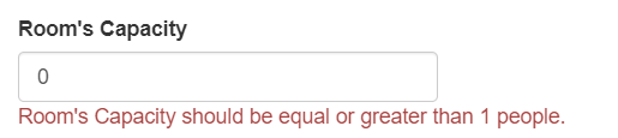 Room's Capacity
0
Room's Capacity should be equal or greater than 1 people.